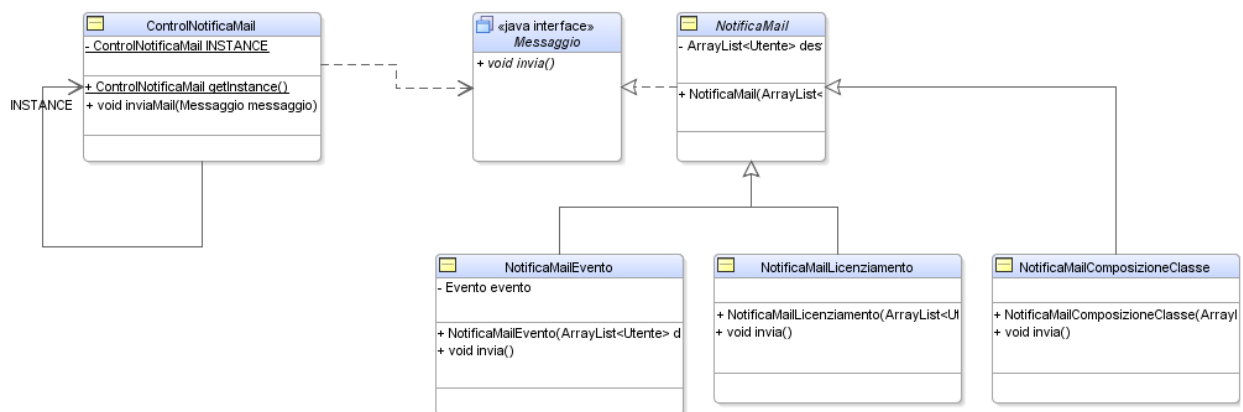 ControlNotificaMail
- ControlNotificaMail INSTANCE
+ ControlNotificaMail getInstance()
+ void inviaMail(Messaggio messaggio)
INSTANCE
«java interface»
Messaggio
+ void invia()
NotificaMail
- ArrayList<Utente> des
+ NotificaMail(ArrayList<
NotificaMailEvento
- Evento evento
+ NotificaMailEvento(ArrayList<Utente> d
+ void invia()
NotificaMailLicenziamento
+ NotificaMailLicenziamento(ArrayList<Ut
+ void invia()
NotificaMailComposizioneClasse
+ NotificaMailComposizioneClasse(Arrayl
+ void invia()